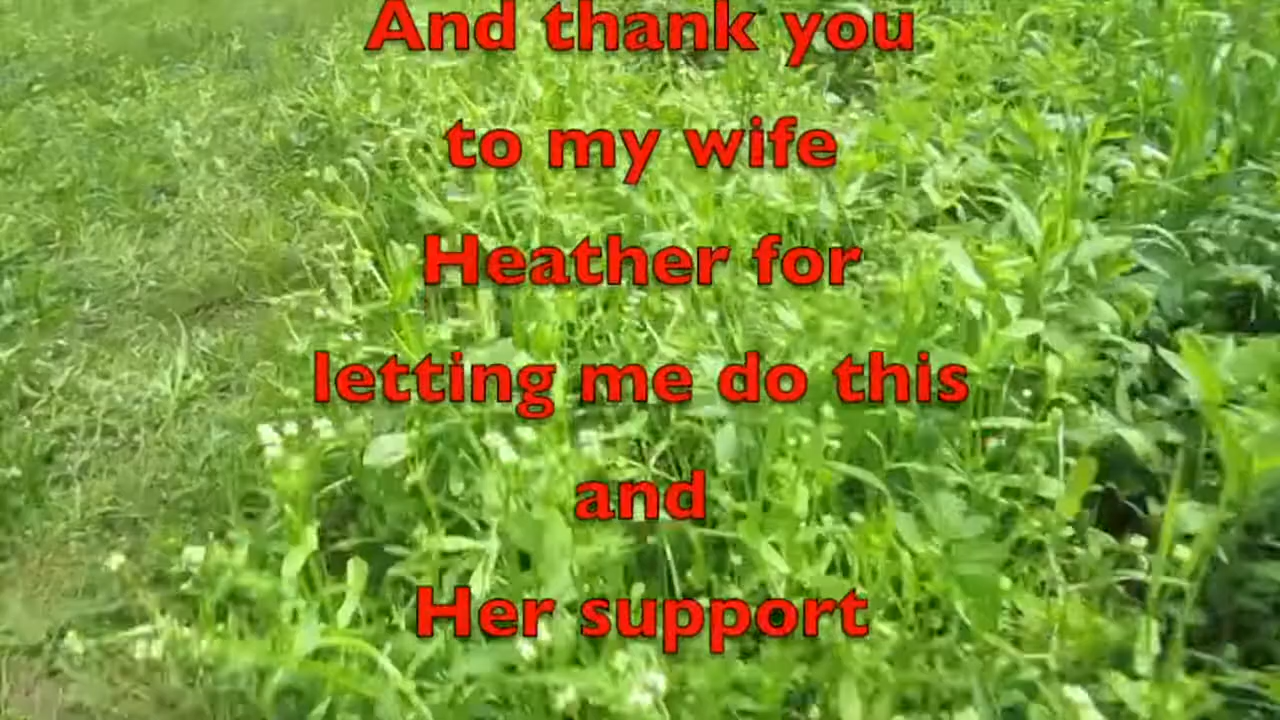 And thank you
to my wife
Heather for
letting me do this
and
Her support